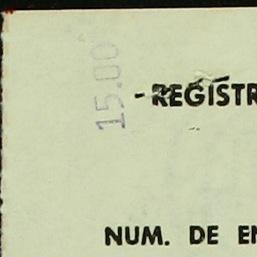 15.00
-REGISTR
NUM. DE EN